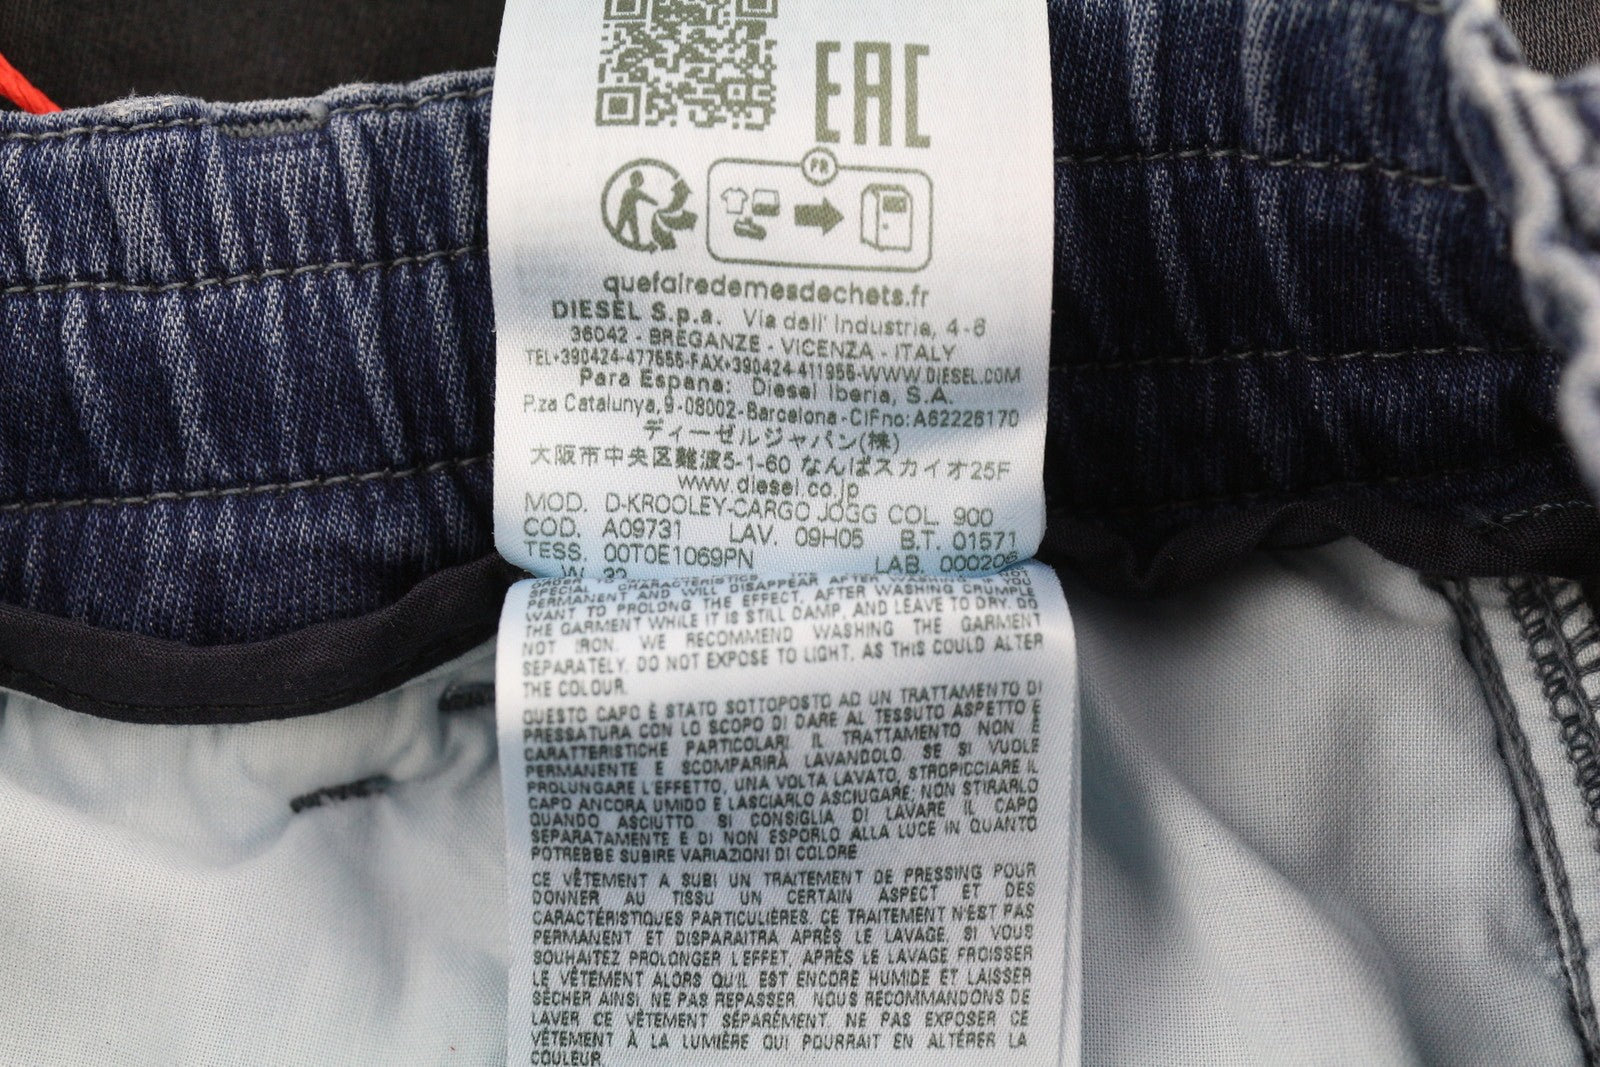 EAC
FR
quefairedemesdechets.fr
DIESEL S.p.a. Via dell' Industria, 4-6
36042 - BREGANZE - VICENZA - ITALY
TEL+390424-477555-FAX+390424-411955-WWW.DIESEL.COM
Para Espana: Diesel Iberia, S.A.
P.za Catalunya,9-08002-Barcelona-CIFno:A62226170
ディーゼルジャパン(株)
大阪市中央区難波5-1-60 なんばスカイオ25F
www.diesel.co.jp
MOD. D-KROOLEY-CARGO JOGG COL. 900
COD. A09731 LAV. 09H05 B.T. 01571
TESS. 00T0E1069PN LAB. 000206
W. 32
SPECIAL CHARACTERISTICS. THE
PERMANENT AND WILL DISAPPEAR AFTER WASHING. IF YOU
WANT TO PROLONG THE EFFECT, AFTER WASHING CRUMPLE
THE GARMENT WHILE IT IS STILL DAMP, AND LEAVE TO DRY. DO
NOT IRON. WE RECOMMEND WASHING THE GARMENT
SEPARATELY. DO NOT EXPOSE TO LIGHT, AS THIS COULD ALTER
THE COLOUR.
QUESTO CAPO È STATO SOTTOPOSTO AD UN TRATTAMENTO DI
PRESSATURA CON LO SCOPO DI DARE AL TESSUTO ASPETTO E
CARATTERISTICHE PARTICOLARI. IL TRATTAMENTO NON È
PERMANENTE E SCOMPARIRÀ LAVANDOLO. SE SI VUOLE
PROLUNGARE L'EFFETTO, UNA VOLTA LAVATO, STROPICCIARE IL
CAPO ANCORA UMIDO E LASCIARLO ASCIUGARE; NON STIRARLO
QUANDO ASCIUTTO. SI CONSIGLIA DI LAVARE IL CAPO
SEPARATAMENTE E DI NON ESPORLO ALLA LUCE IN QUANTO
POTREBBE SUBIRE VARIAZIONI DI COLORE
CE VÊTEMENT A SUBI UN TRAITEMENT DE PRESSING POUR
DONNER AU TISSU UN CERTAIN ASPECT ET DES
CARACTÉRISTIQUES PARTICULIÈRES. CE TRAITEMENT N'EST PAS
PERMANENT ET DISPARAITRA APRÈS LE LAVAGE. SI VOUS
SOUHAITEZ PROLONGER L'EFFET, APRÈS LE LAVAGE FROISSER
LE VÊTEMENT ALORS QU'IL EST ENCORE HUMIDE ET LAISSER
SÉCHER AINSI, NE PAS REPASSER. NOUS RECOMMANDONS DE
LAVER CE VÊTEMENT SÉPARÉMENT. NE PAS EXPOSER CE
VÊTEMENT À LA LUMIÈRE QUI POURRAIT EN ALTÉRER LA
COULEUR.